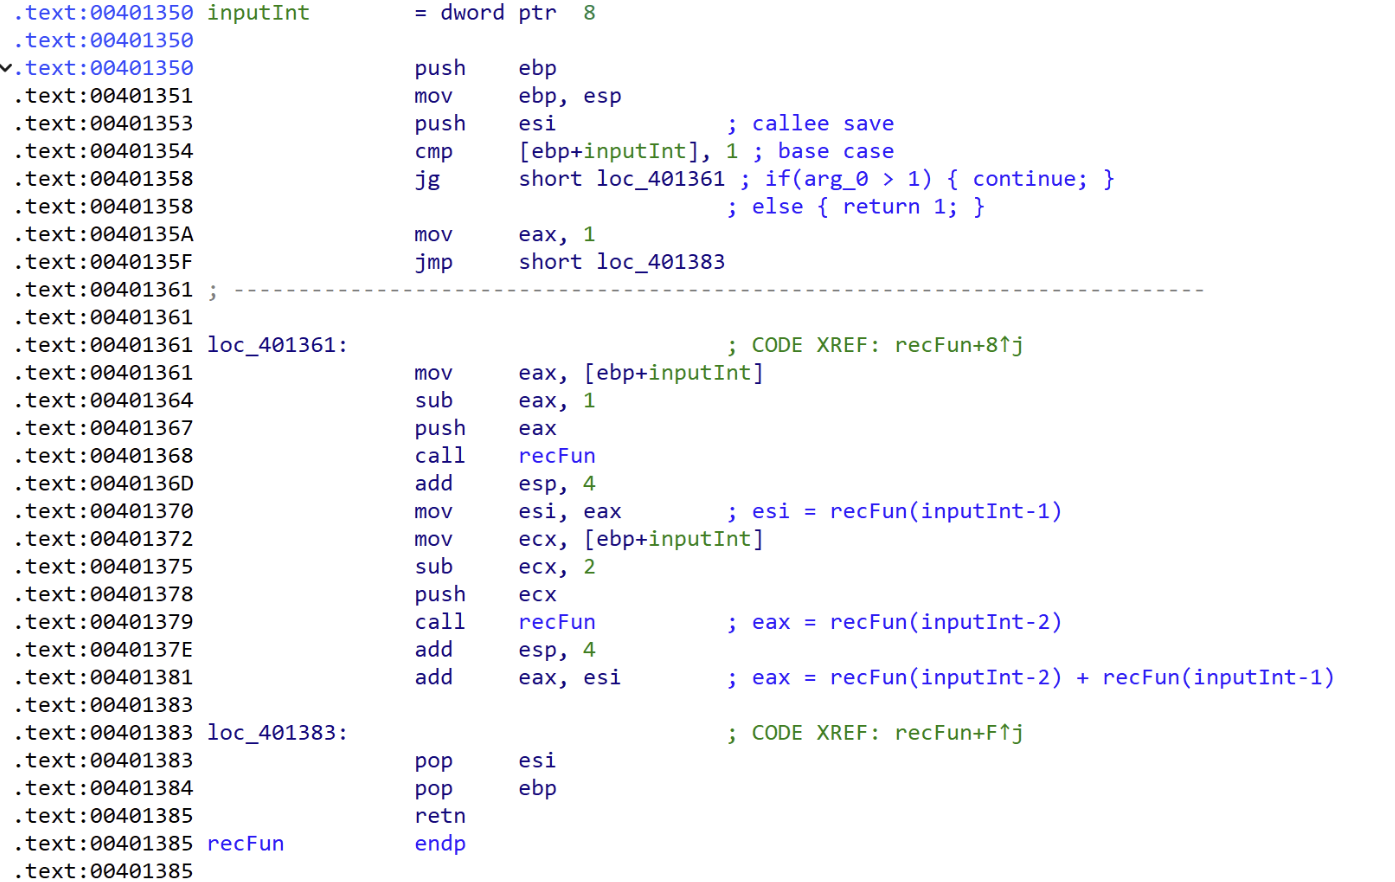 .text:00401350 inputInt        = dword ptr  8
.text:00401350
.text:00401350                 push    ebp
.text:00401351                 mov     ebp, esp
.text:00401353                 push    esi             ; callee save
.text:00401354                 cmp     [ebp+inputInt], 1 ; base case
.text:00401358                 jg      short loc_401361 ; if(arg_0 > 1) { continue; }
.text:00401358                                         ; else { return 1; }
.text:0040135A                 mov     eax, 1
.text:0040135F                 jmp     short loc_401383
.text:00401361 ; ---------------------------------------------------------------------------
.text:00401361
.text:00401361 loc_401361:                             ; CODE XREF: recFun+8↑j
.text:00401361                 mov     eax, [ebp+inputInt]
.text:00401364                 sub     eax, 1
.text:00401367                 push    eax
.text:00401368                 call    recFun
.text:0040136D                 add     esp, 4
.text:00401370                 mov     esi, eax        ; esi = recFun(inputInt-1)
.text:00401372                 mov     ecx, [ebp+inputInt]
.text:00401375                 sub     ecx, 2
.text:00401378                 push    ecx
.text:00401379                 call    recFun          ; eax = recFun(inputInt-2)
.text:0040137E                 add     esp, 4
.text:00401381                 add     eax, esi        ; eax = recFun(inputInt-2) + recFun(inputInt-1)
.text:00401383
.text:00401383 loc_401383:                             ; CODE XREF: recFun+F↑j
.text:00401383                 pop     esi
.text:00401384                 pop     ebp
.text:00401385                 retn
.text:00401385 recFun          endp
.text:00401385